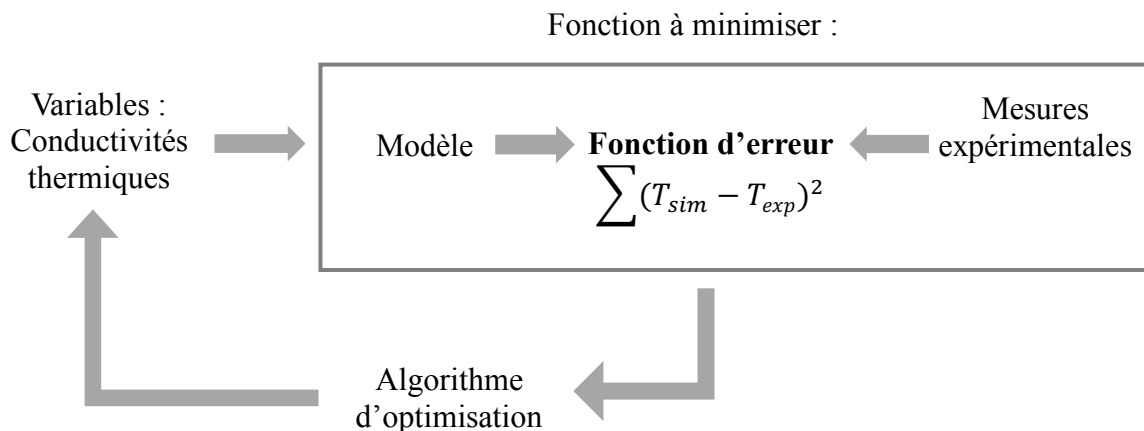 Fonction à minimiser :
Variables :
Conductivités
thermiques
Modèle
Fonction d’erreur
∑(T_sim − T_exp)²
Mesures
expérimentales
Algorithme
d’optimisation